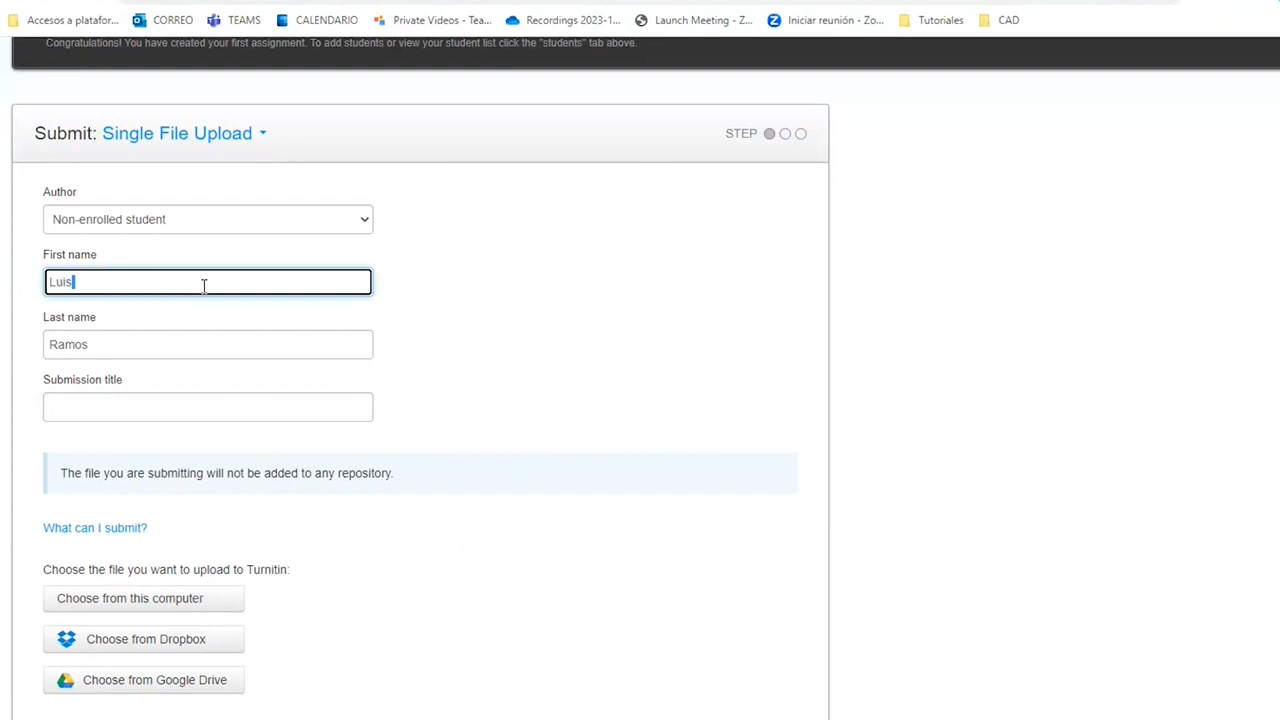 Accesos a platafor... CORREO TEAMS CALENDARIO Private Videos - Tea... Recordings 2023-1... Launch Meeting - Z... Iniciar reunión - Zo... Tutoriales CAD
Congratulations! You have created your first assignment. To add students or view your student list click the "students" tab above.
Submit: Single File Upload STEP
Author
Non-enrolled student
First name
Luis
Last name
Ramos
Submission title
The file you are submitting will not be added to any repository.
What can I submit?
Choose the file you want to upload to Turnitin:
Choose from this computer
Choose from Dropbox
Choose from Google Drive